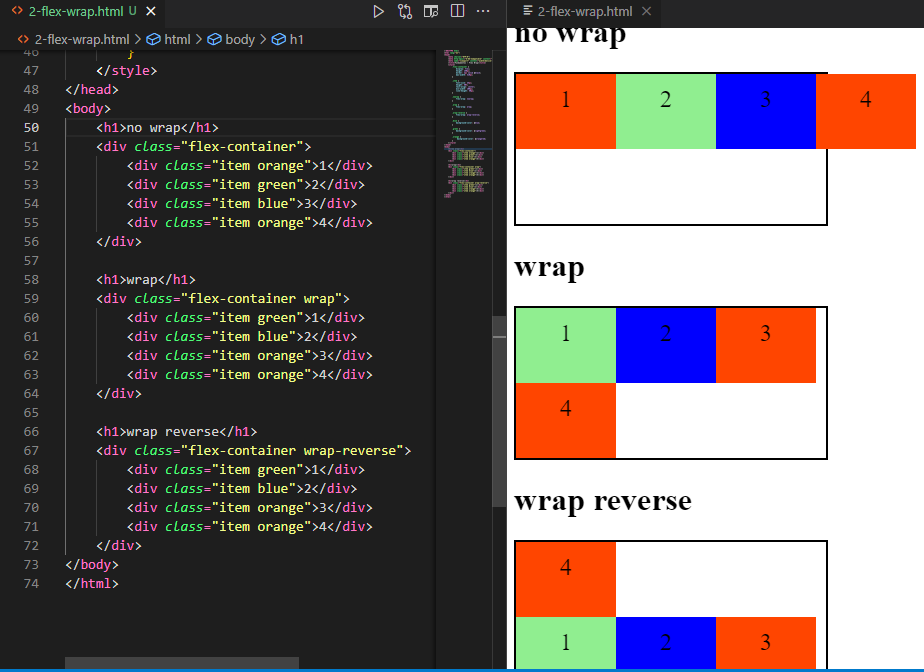 2-flex-wrap.html U
2-flex-wrap.html > html > body > h1
46 }
47 </style>
48 </head>
49 <body>
50 <h1>no wrap</h1>
51 <div class="flex-container">
52 <div class="item orange">1</div>
53 <div class="item green">2</div>
54 <div class="item blue">3</div>
55 <div class="item orange">4</div>
56 </div>
57
58 <h1>wrap</h1>
59 <div class="flex-container wrap">
60 <div class="item green">1</div>
61 <div class="item blue">2</div>
62 <div class="item orange">3</div>
63 <div class="item orange">4</div>
64 </div>
65
66 <h1>wrap reverse</h1>
67 <div class="flex-container wrap-reverse">
68 <div class="item green">1</div>
69 <div class="item blue">2</div>
70 <div class="item orange">3</div>
71 <div class="item orange">4</div>
72 </div>
73 </body>
74 </html>
2-flex-wrap.html
no wrap
1 2 3 4
wrap
1 2 3
4
wrap reverse
4
1 2 3